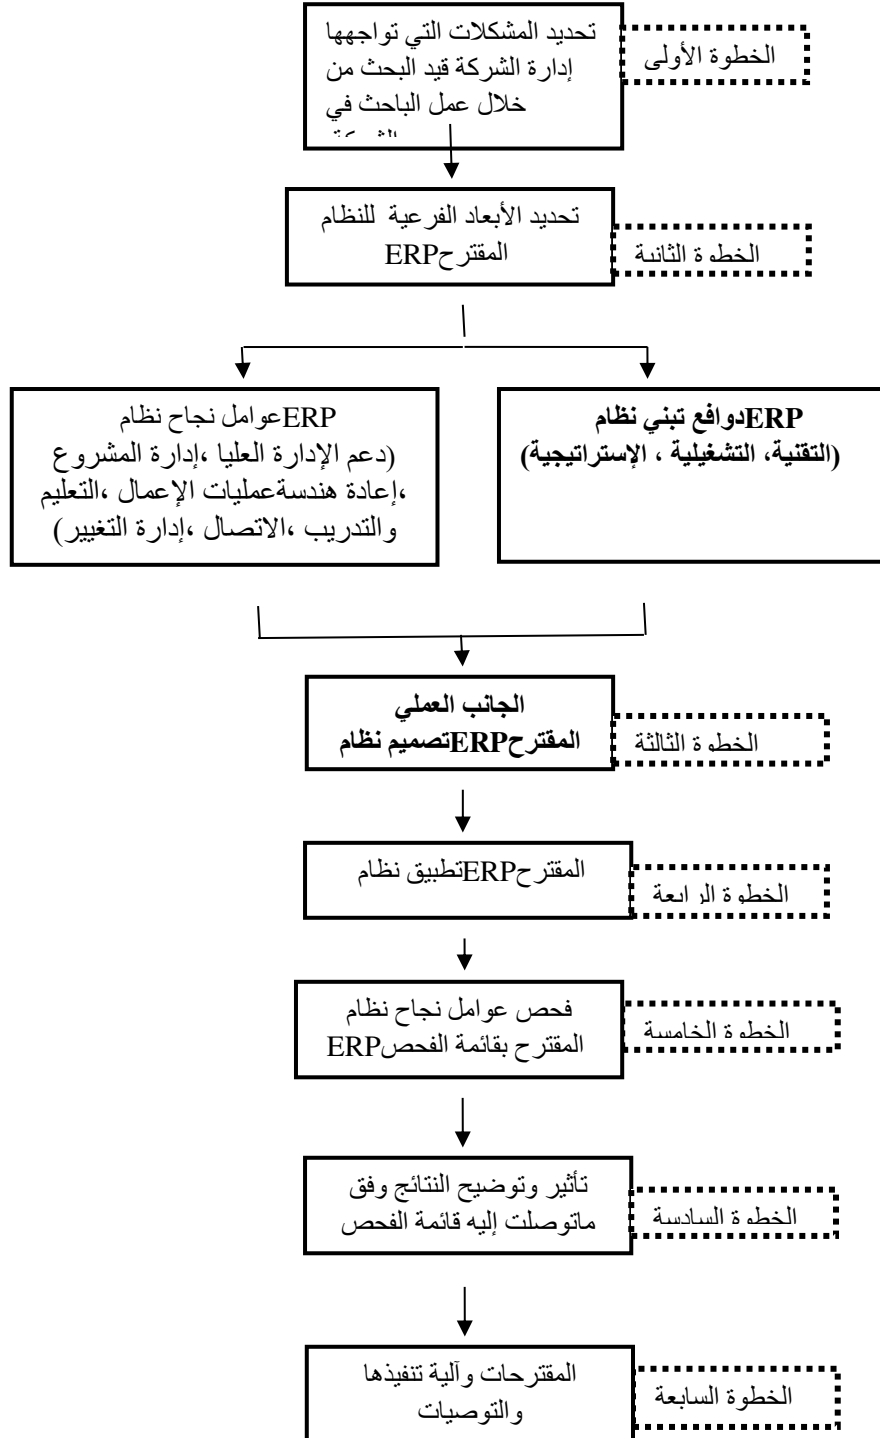 تحديد المشكلات التي تواجهها
إدارة الشركة قيد البحث من
خلال عمل الباحث في
الخطوة الأولى
تحديد الأبعاد الفرعية للنظام
المقترحERP
الخطوة الثانية
ERPدوافع تبني نظام
(التقنية، التشغيلية ، الإستراتيجية)
ERPعوامل نجاح نظام
(دعم الإدارة العليا ،إدارة المشروع
،إعادة هندسةعمليات الإعمال ،التعليم
والتدريب ،الاتصال ،إدارة التغيير)
الجانب العملي
المقترحERPتصميم نظام
الخطوة الثالثة
المقترحERPتطبيق نظام
الخطوة الرابعة
فحص عوامل نجاح نظام
المقترح بقائمة الفحصERP
الخطوة الخامسة
تأثير وتوضيح النتائج وفق
ماتوصلت إليه قائمة الفحص
الخطوة السادسة
المقترحات وآلية تنفيذها
والتوصيات
الخطوة السابعة